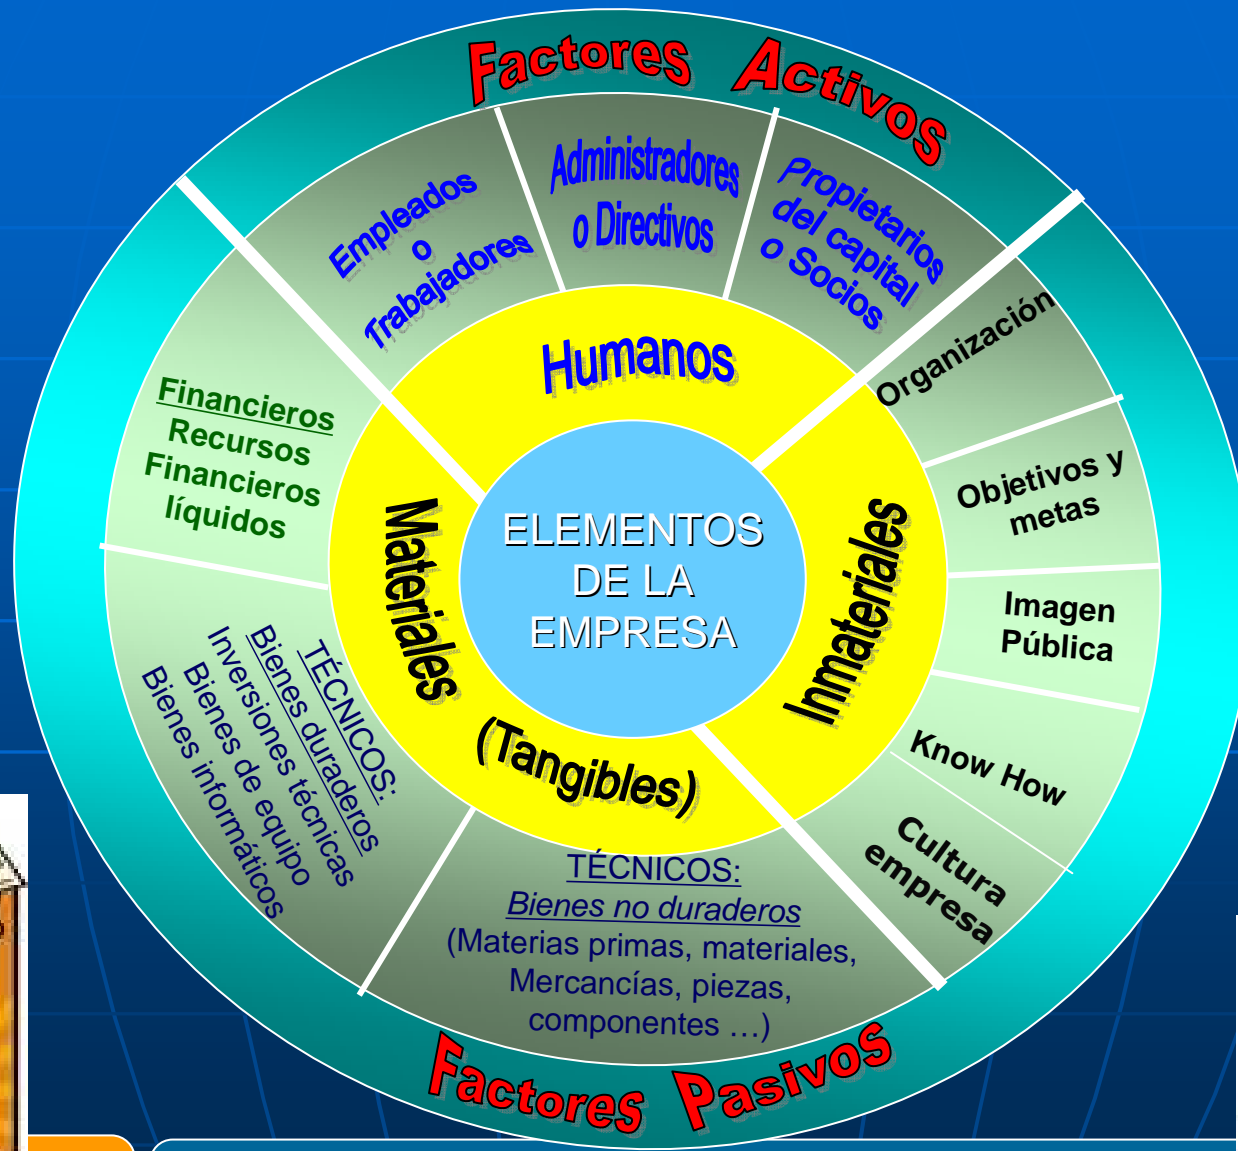 Factores Activos
Empleados
o
Trabajadores
Administradores
o Directivos
Propietarios
del capital
o Socios
Humanos
Organización
Objetivos y
metas
Imagen
Pública
Know How
Cultura
empresa
Inmateriales
ELEMENTOS
DE LA
EMPRESA
Materiales
(Tangibles)
Financieros
Recursos
Financieros
líquidos
TÉCNICOS:
Bienes duraderos
Inversiones técnicas
Bienes de equipo
Bienes informáticos
TÉCNICOS:
Bienes no duraderos
(Materias primas, materiales,
Mercancías, piezas,
componentes ...)
Factores Pasivos